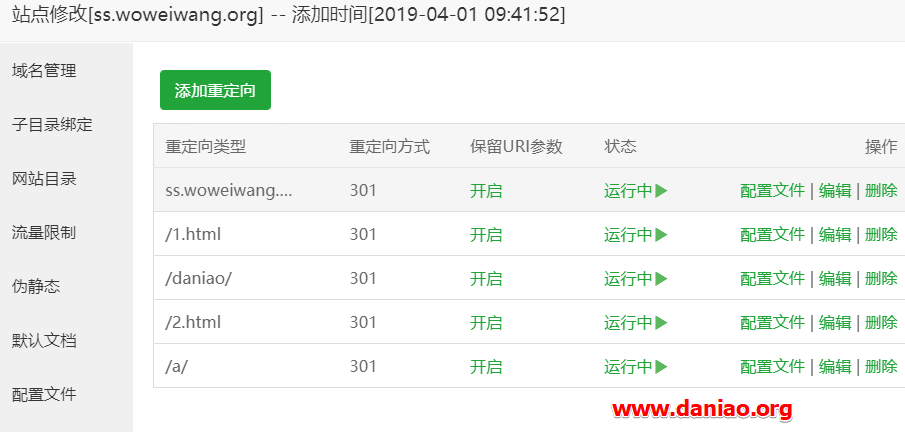 站点修改[ss.woweiwang.org] -- 添加时间[2019-04-01 09:41:52]
域名管理
子目录绑定
网站目录
流量限制
伪静态
默认文档
配置文件
添加重定向
重定向类型 重定向方式 保留URI参数 状态 操作
ss.woweiwang.... 301 开启 运行中▶ 配置文件 | 编辑 | 删除
/1.html 301 开启 运行中▶ 配置文件 | 编辑 | 删除
/daniao/ 301 开启 运行中▶ 配置文件 | 编辑 | 删除
/2.html 301 开启 运行中▶ 配置文件 | 编辑 | 删除
/a/ 301 开启 运行中▶ 配置文件 | 编辑 | 删除
www.daniao.org